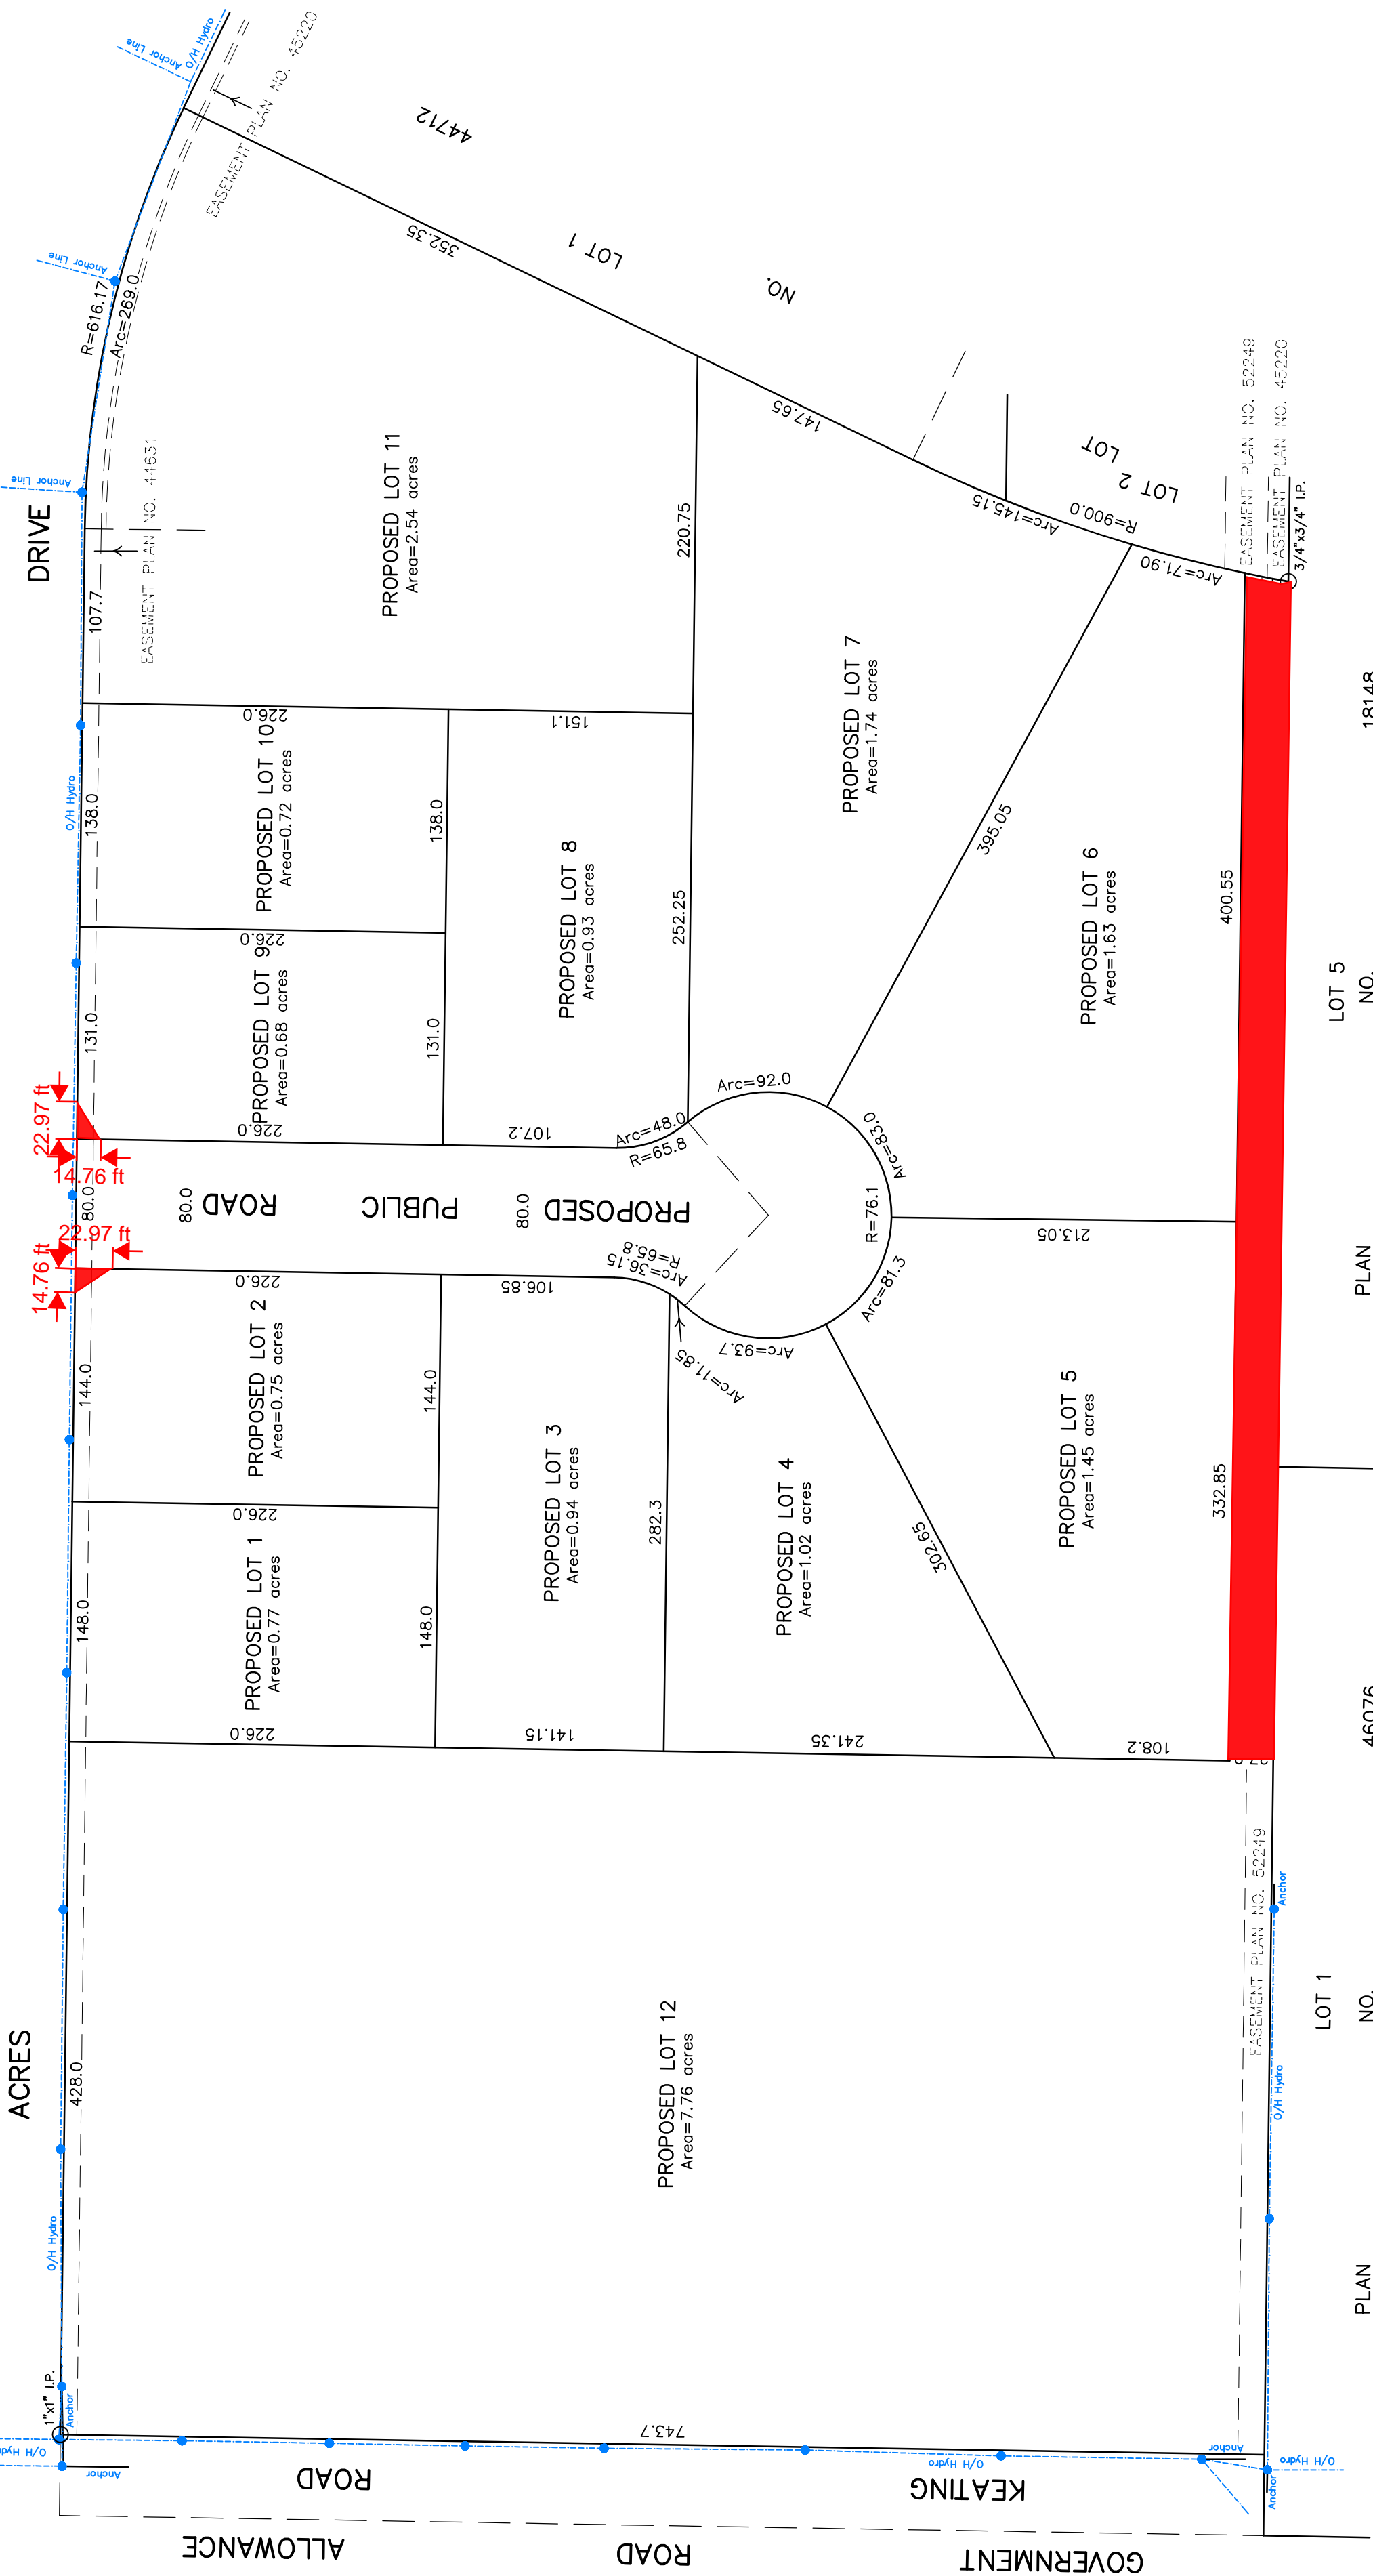 O/H Hydro
Anchor Line
EASEMENT PLAN NO. 45220
44712
352.35
LOT 1
NO.
Anchor Line
R=616.17
Arc=269.0
Anchor Line
DRIVE
107.7
EASEMENT PLAN NO. 44631
PROPOSED LOT 11
Area=2.54 acres
220.75
147.65
LOT
LOT 2
Arc=145.15
R=900.0
Arc=71.90
EASEMENT PLAN NO. 52249
EASEMENT PLAN NO. 45220
3/4"x3/4" I.P.
226.0
151.1
O/H Hydro
138.0
PROPOSED LOT 10
Area=0.72 acres
138.0
PROPOSED LOT 7
Area=1.74 acres
18148
395.05
226.0
131.0
PROPOSED LOT 9
Area=0.68 acres
131.0
PROPOSED LOT 8
Area=0.93 acres
252.25
PROPOSED LOT 6
Area=1.63 acres
400.55
LOT 5
NO.
22.97 ft
14.76 ft
226.0
107.2
Arc=48.0
R=65.8
Arc=92.0
Arc=83.0
80.0
80.0
ROAD
PUBLIC
80.0
PROPOSED
R=76.1
213.05
PLAN
22.97 ft
14.76 ft
226.0
106.85
R=65.8
Arc=36.15
Arc=11.85
Arc=93.7
Arc=81.3
144.0
PROPOSED LOT 2
Area=0.75 acres
144.0
PROPOSED LOT 3
Area=0.94 acres
282.3
PROPOSED LOT 4
Area=1.02 acres
302.65
PROPOSED LOT 5
Area=1.45 acres
332.85
226.0
148.0
PROPOSED LOT 1
Area=0.77 acres
148.0
226.0
141.15
241.35
108.2
46076
ACRES
428.0
PROPOSED LOT 12
Area=7.76 acres
EASEMENT PLAN NO. 52249
Anchor
O/H Hydro
LOT 1
NO.
PLAN
O/H Hydro
1"x1" I.P.
Anchor
O/H Hydro
Anchor
743.7
O/H Hydro
Anchor
O/H Hydro
Anchor
ROAD
KEATING
ALLOWANCE
ROAD
GOVERNMENT